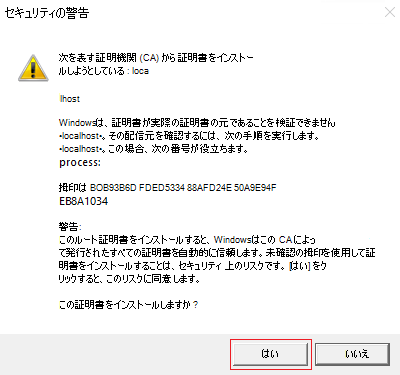 セキュリティの警告
次を表す証明機関 (CA) から証明書をインストー
ルしようとしている : loca
lhost
Windowsは、証明書が実際の証明書の元であることを検証できません
•localhost•。その配信元を確認するには、次の手順を実行します。
•localhost•。この場合、次の番号が役立ちます。
process:
拇印は BOB93B6D FDED5334 88AFD24E 50A9E94F
EB8A1034
警告:
このルート証明書をインストールすると、Windowsはこの CAによっ
て発行されたすべての証明書を自動的に信頼します。未確認の拇印を使用して証
明書をインストールすることは、セキュリティ 上のリスクです。[はい] をク
リックすると、このリスクに同意します。
この証明書をインストールしますか ?
はい
いいえ